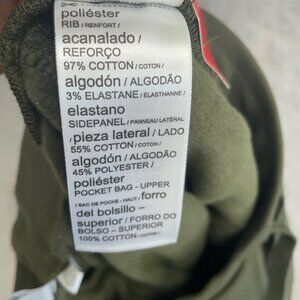 poliéster
RIB / RENFORT /
acanalado /
REFORÇO
97% COTTON / COTON /
algodón / ALGODÃO
3% ELASTANE / ÉLASTHANNE /
elastano
SIDEPANEL / PANNEAU LATÉRAL
/ pieza lateral / LADO
55% COTTON / COTON /
algodón / ALGODÃO
45% POLYESTER /
poliéster
POCKET BAG - UPPER
/ SAC DE POCHE - HAUT / forro
del bolsillo –
superior / FORRO DO
BOLSO – SUPERIOR
100% COTTON / COTON /